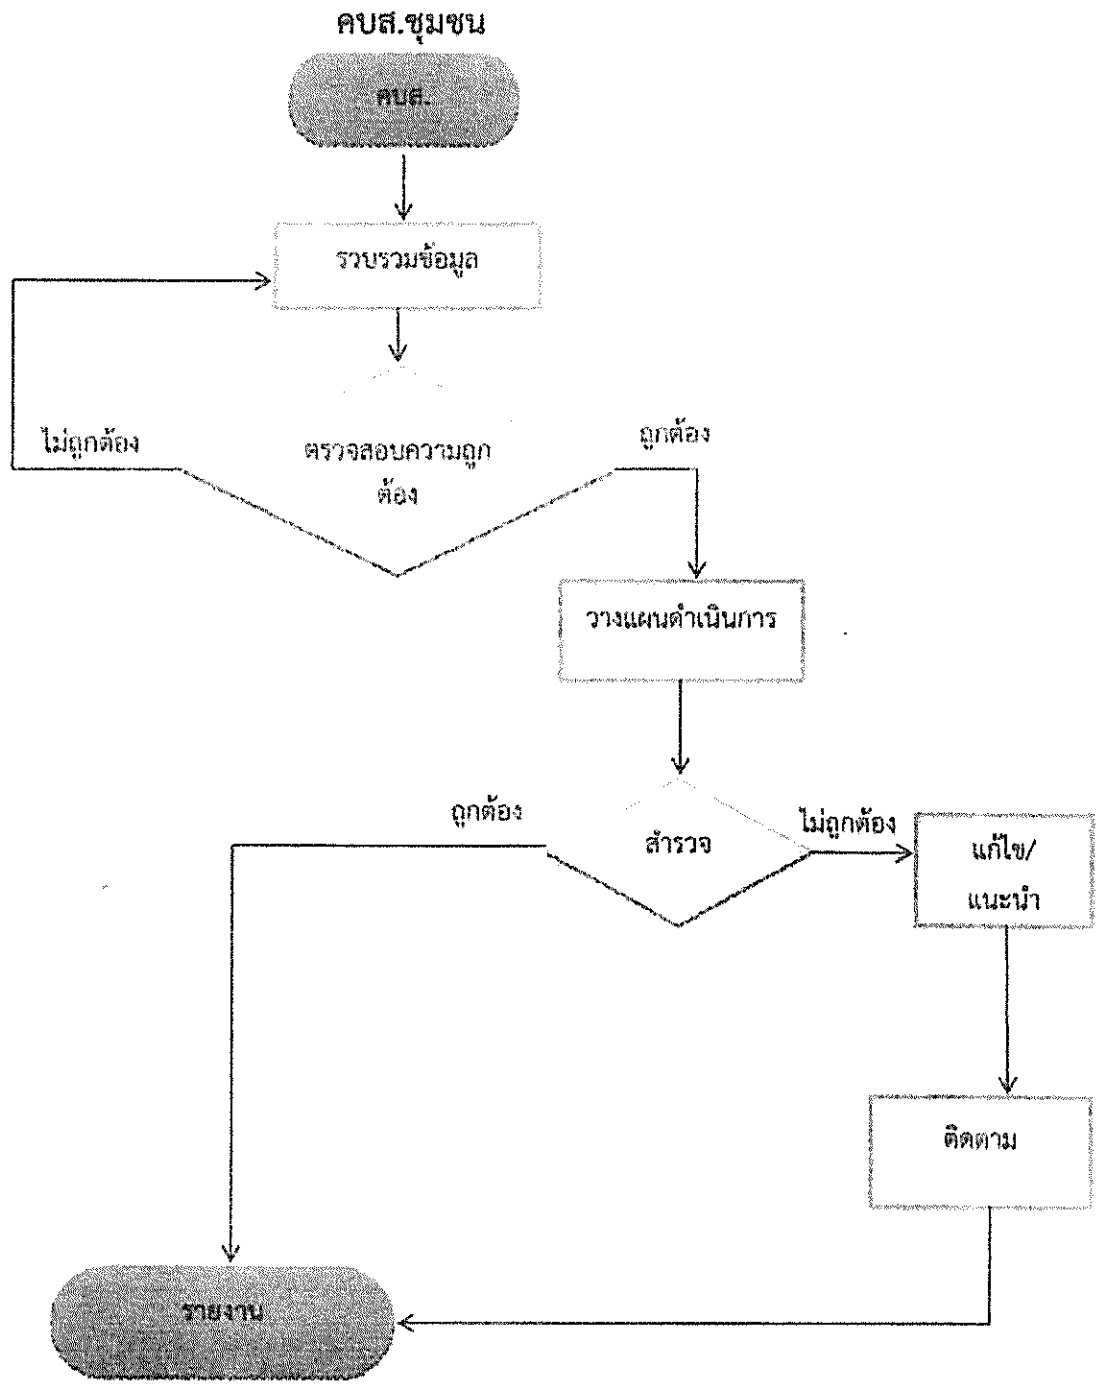 คบส.ชุมชน
คบส.
รวบรวมข้อมูล
ไม่ถูกต้อง
ตรวจสอบความถูก
ต้อง
ถูกต้อง
วางแผนดำเนินการ
ถูกต้อง
สำรวจ
ไม่ถูกต้อง
แก้ไข/
แนะนำ
ติดตาม
รายงาน